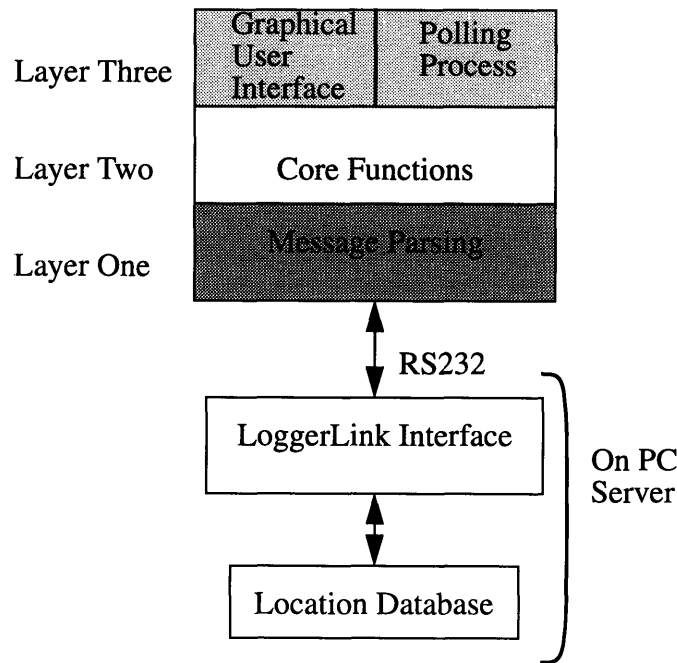 Layer Three
Graphical
User
Interface
Polling
Process
Layer Two
Core Functions
Layer One
Message Parsing
RS232
LoggerLink Interface
On PC
Server
Location Database